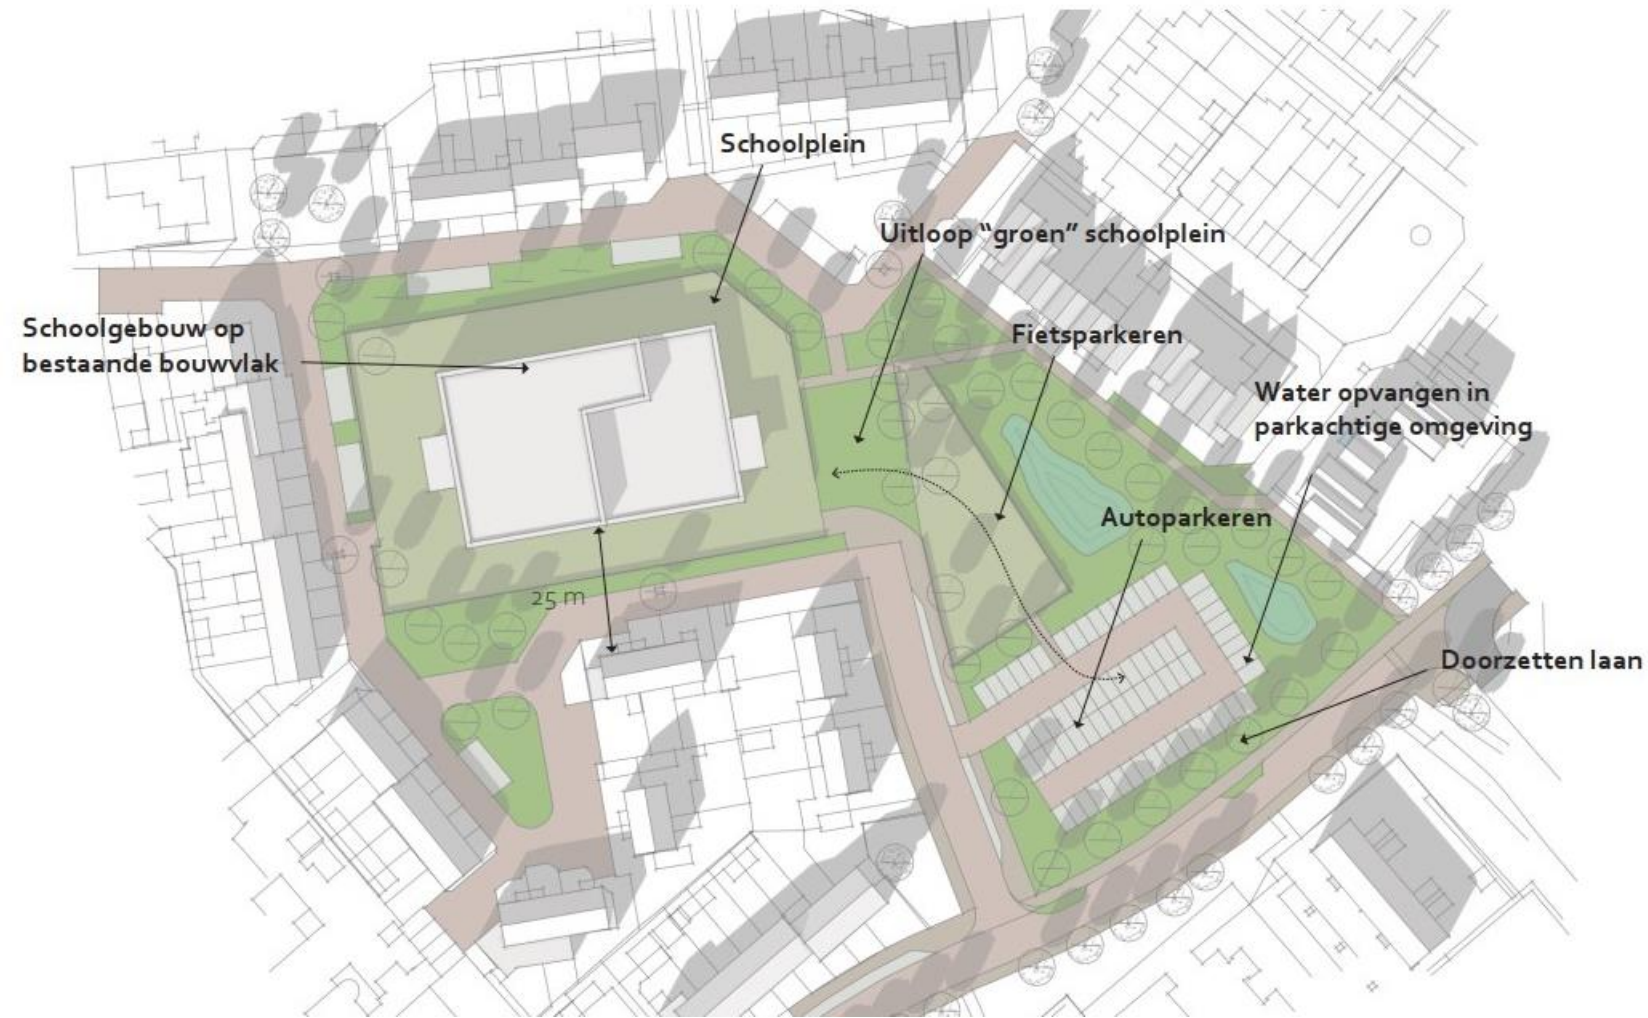 Schoolplein
Uitloop “groen” schoolplein
Schoolgebouw op
bestaande bouwvlak
Fietsparkeren
Water opvangen in
parkachtige omgeving
Autoparkeren
25 m
Doorzetten laan